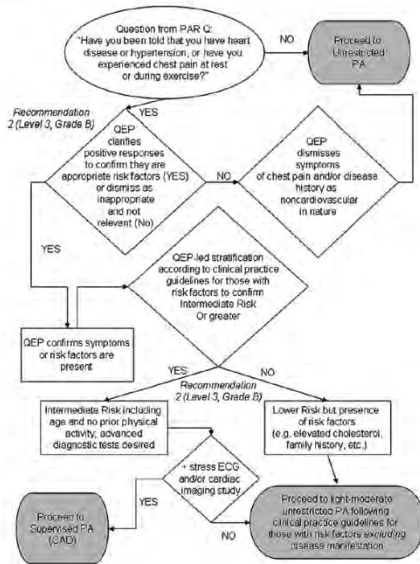 Question from PAR Q:
"Have you been told that you have heart
disease or hypertension, or have you
experienced chest pain at rest
or during exercise?"
NO
Proceed to
Unrestricted
PA
Recommendation
2 (Level 3, Grade B)
YES
QEP
clarifies
positive responses
to confirm they are
appropriate risk factors (YES)
or dismiss as
inappropriate
and not
relevant (No)
NO
QEP
dismisses
symptoms
of chest pain and/or disease
history as
noncardiovascular
in nature
YES
QEP-led stratification
according to clinical practice
guidelines for those with
risk factors to confirm
Intermediate Risk
Or greater
QEP confirms symptoms
or risk factors are
present
YES
Recommendation
2 (Level 3, Grade B)
NO
Intermediate Risk including
age and no prior physical
activity, advanced
diagnostic tests desired
Lower Risk but presence
of risk factors
(e.g. elevated cholesterol,
family history, etc.)
+ stress ECG
and/or cardiac
imaging study
YES
Proceed to
Supervised PA
(CAD)
NO
Proceed to light-moderate
unrestricted PA following
clinical practice guidelines for
those with risk factors excluding
disease manifestation